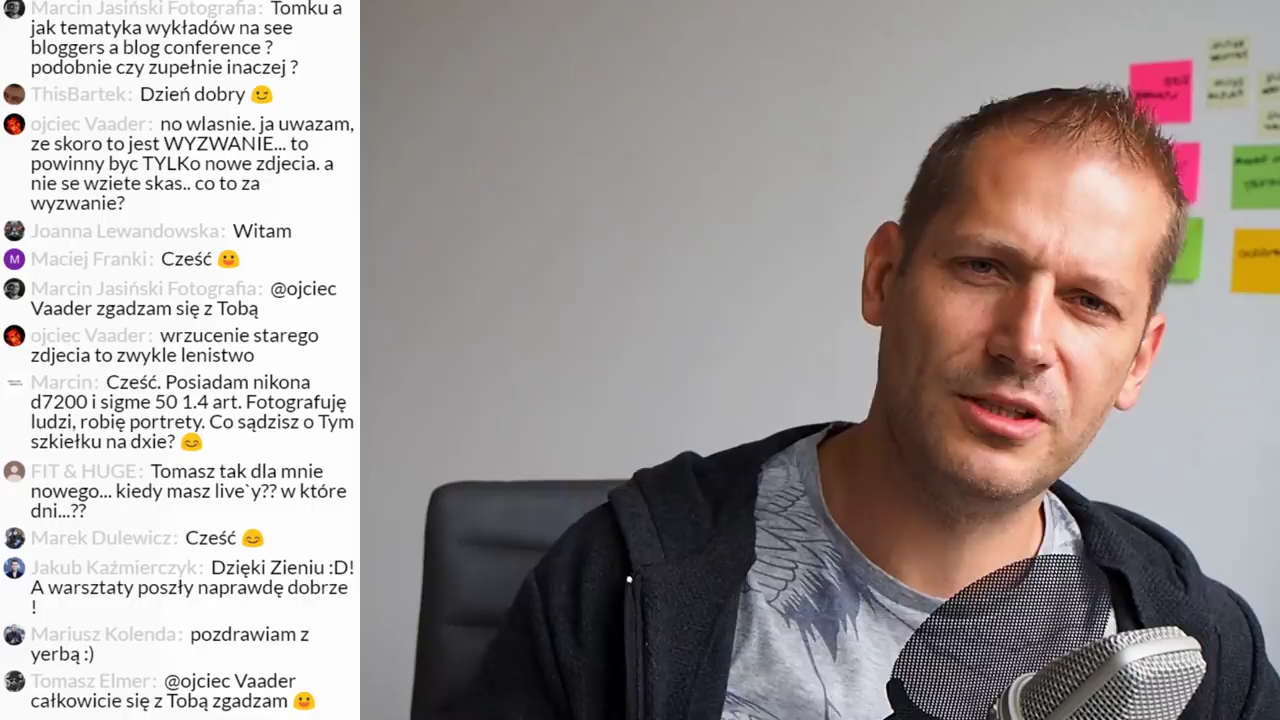 Marcin Jasiński Fotografia: Tomku a
jak tematyka wykładów na see
bloggers a blog conference ?
podobnie czy zupełnie inaczej ?
ThisBartek: Dzień dobry 😉
ojciec Vaader: no wlasnie. ja uwazam,
ze skoro to jest WYZWANIE... to
powinny byc TYLKo nowe zdjecia. a
nie se wziete skas.. co to za
wyzwanie?
Joanna Lewandowska: Witam
M Maciej Franki: Cześć 😀
Marcin Jasiński Fotografia: @ojciec
Vaader zgadzam się z Tobą
ojciec Vaader: wrzucenie starego
zdjecia to zwykle lenistwo
Marcin: Cześć. Posiadam nikona
d7200 i sigme 50 1.4 art. Fotografuję
ludzi, robię portrety. Co sądzisz o Tym
szkiełku na dxie? 😊
FIT & HUGE: Tomasz tak dla mnie
nowego... kiedy masz live`y?? w które
dni...??
Marek Dulewicz: Cześć 😊
Jakub Kaźmierczyk: Dzięki Zieniu :D!
A warsztaty poszły naprawdę dobrze
!
Mariusz Kolenda: pozdrawiam z
yerbą :)
Tomasz Elmer: @ojciec Vaader
całkowicie się z Tobą zgadzam 😀